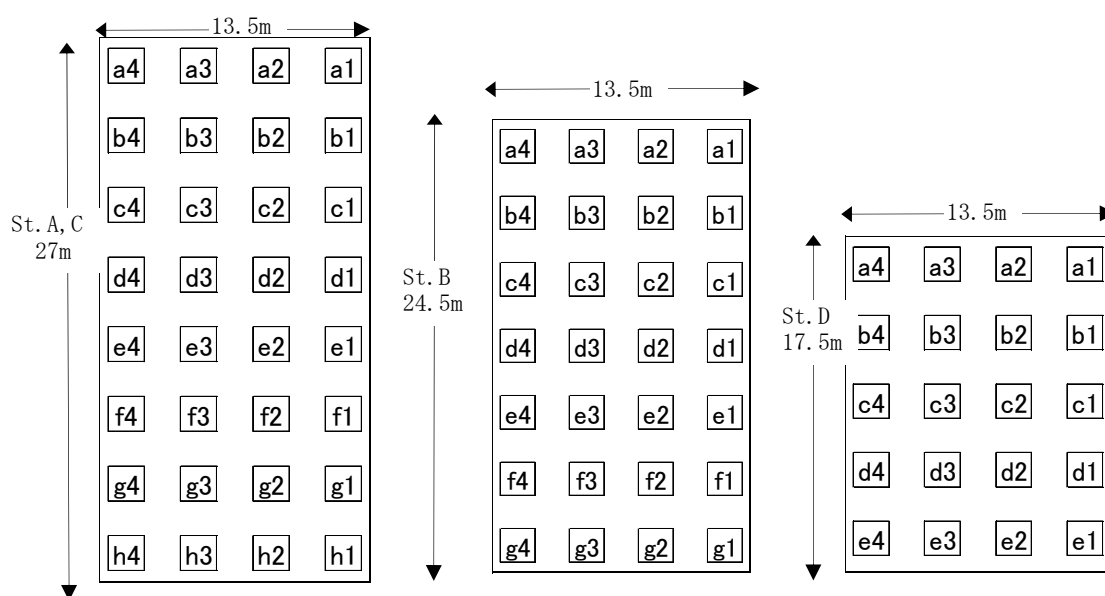 13.5m
St.A,C
27m
a4 a3 a2 a1
b4 b3 b2 b1
c4 c3 c2 c1
d4 d3 d2 d1
e4 e3 e2 e1
f4 f3 f2 f1
g4 g3 g2 g1
h4 h3 h2 h1
13.5m
St.B
24.5m
a4 a3 a2 a1
b4 b3 b2 b1
c4 c3 c2 c1
d4 d3 d2 d1
e4 e3 e2 e1
f4 f3 f2 f1
g4 g3 g2 g1
13.5m
St.D
17.5m
a4 a3 a2 a1
b4 b3 b2 b1
c4 c3 c2 c1
d4 d3 d2 d1
e4 e3 e2 e1